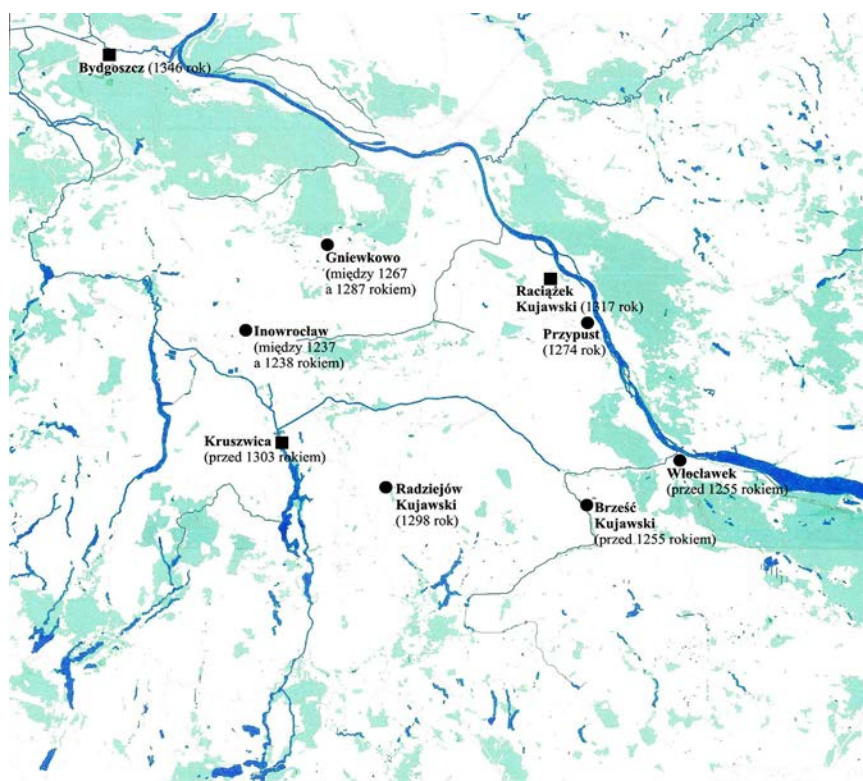 Bydgoszcz (1346 rok)
Gniewkowo
(między 1267
a 1287 rokiem)
Raciążek
Kujawski (1317 rok)
Przypust
(1274 rok)
Inowrocław
(między 1237
a 1238 rokiem)
Kruszwica
(przed 1303 rokiem)
Radziejów
Kujawski
(1298 rok)
Włocławek
(przed 1255 rokiem)
Brześć
Kujawski
(przed 1255 rokiem)